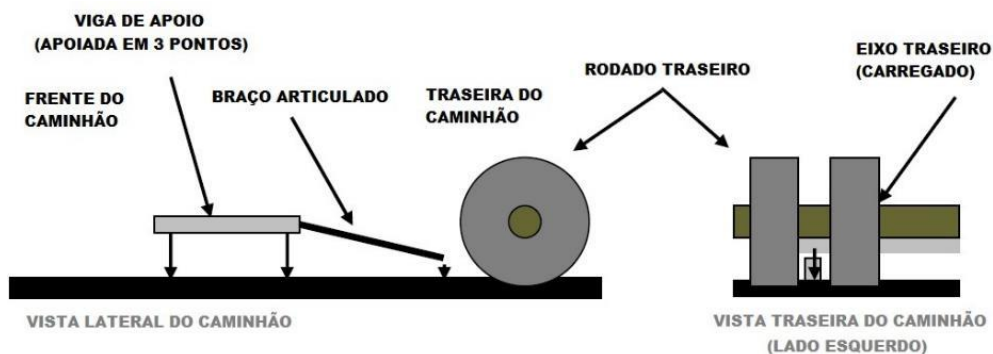 VIGA DE APOIO
(APOIADA EM 3 PONTOS)
FRENTE DO
CAMINHÃO
BRAÇO ARTICULADO
TRASEIRA DO
CAMINHÃO
RODADO TRASEIRO
EIXO TRASEIRO
(CARREGADO)
VISTA LATERAL DO CAMINHÃO
VISTA TRASEIRA DO CAMINHÃO
(LADO ESQUERDO)